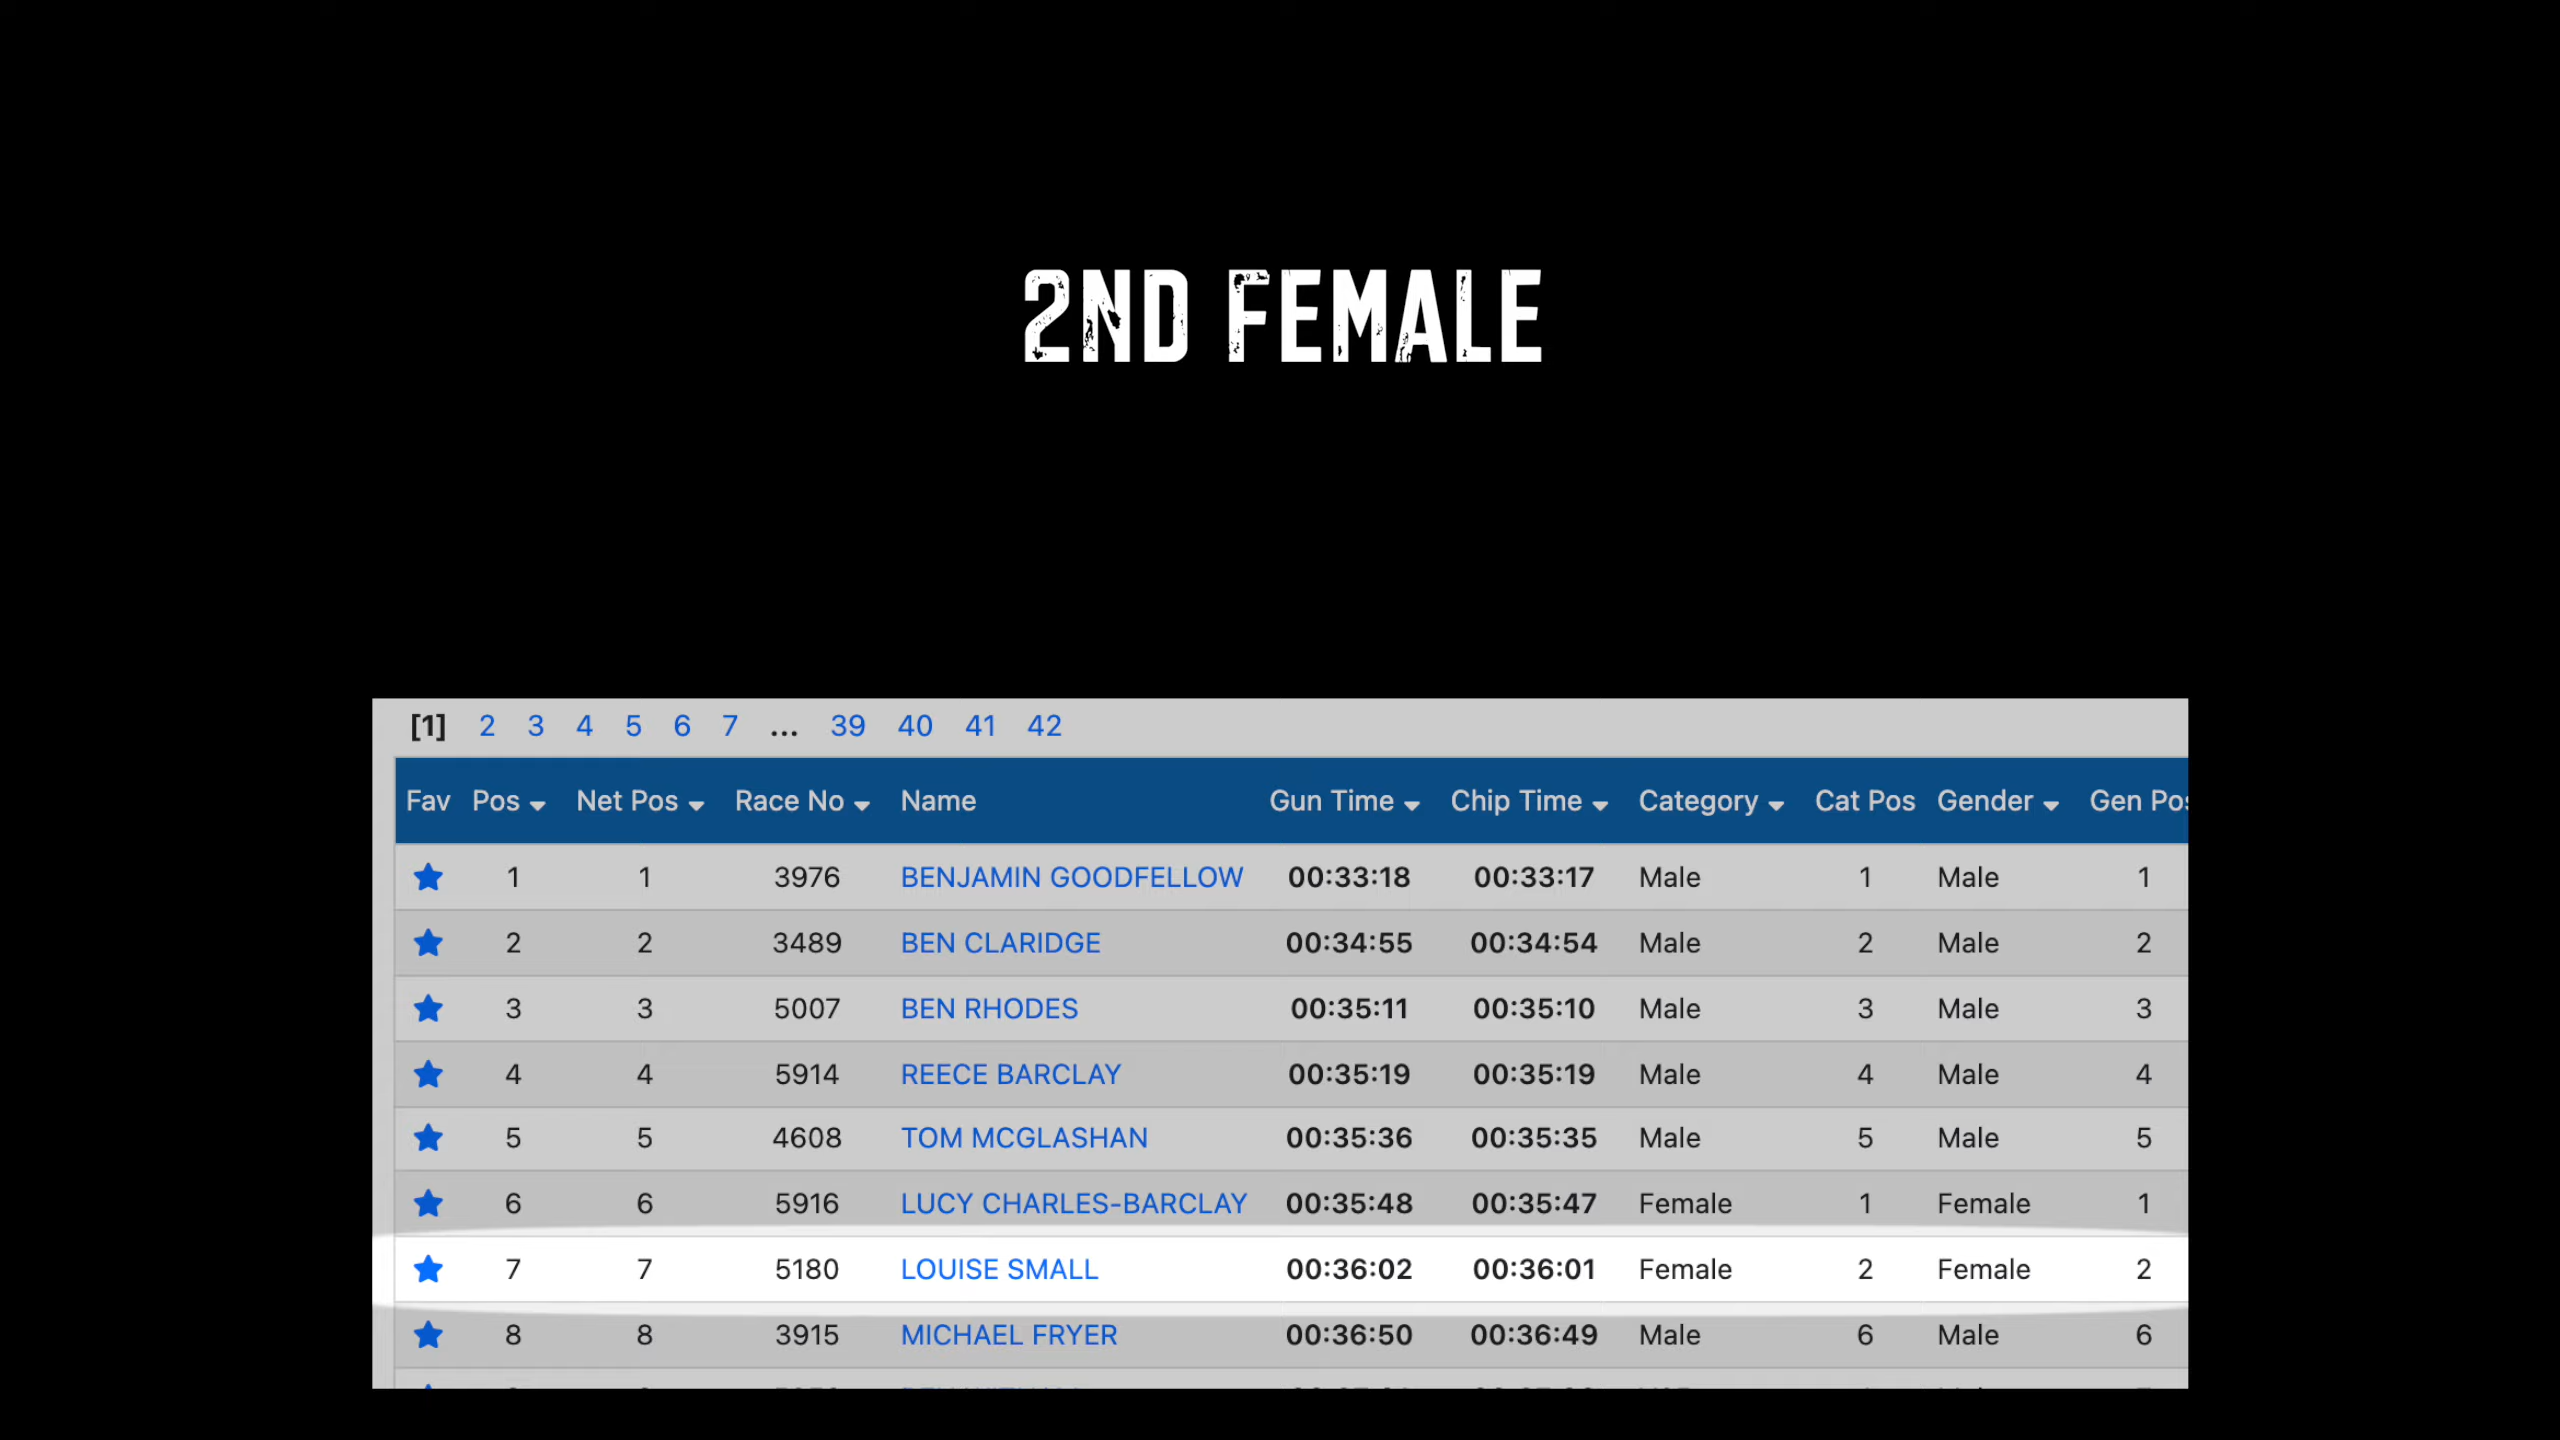 2ND FEMALE
[1] 2 3 4 5 6 7 ... 39 40 41 42
Fav Pos Net Pos Race No Name Gun Time Chip Time Category Cat Pos Gender Gen Pos
1 1 3976 BENJAMIN GOODFELLOW 00:33:18 00:33:17 Male 1 Male 1
2 2 3489 BEN CLARIDGE 00:34:55 00:34:54 Male 2 Male 2
3 3 5007 BEN RHODES 00:35:11 00:35:10 Male 3 Male 3
4 4 5914 REECE BARCLAY 00:35:19 00:35:19 Male 4 Male 4
5 5 4608 TOM MCGLASHAN 00:35:36 00:35:35 Male 5 Male 5
6 6 5916 LUCY CHARLES-BARCLAY 00:35:48 00:35:47 Female 1 Female 1
7 7 5180 LOUISE SMALL 00:36:02 00:36:01 Female 2 Female 2
8 8 3915 MICHAEL FRYER 00:36:50 00:36:49 Male 6 Male 6